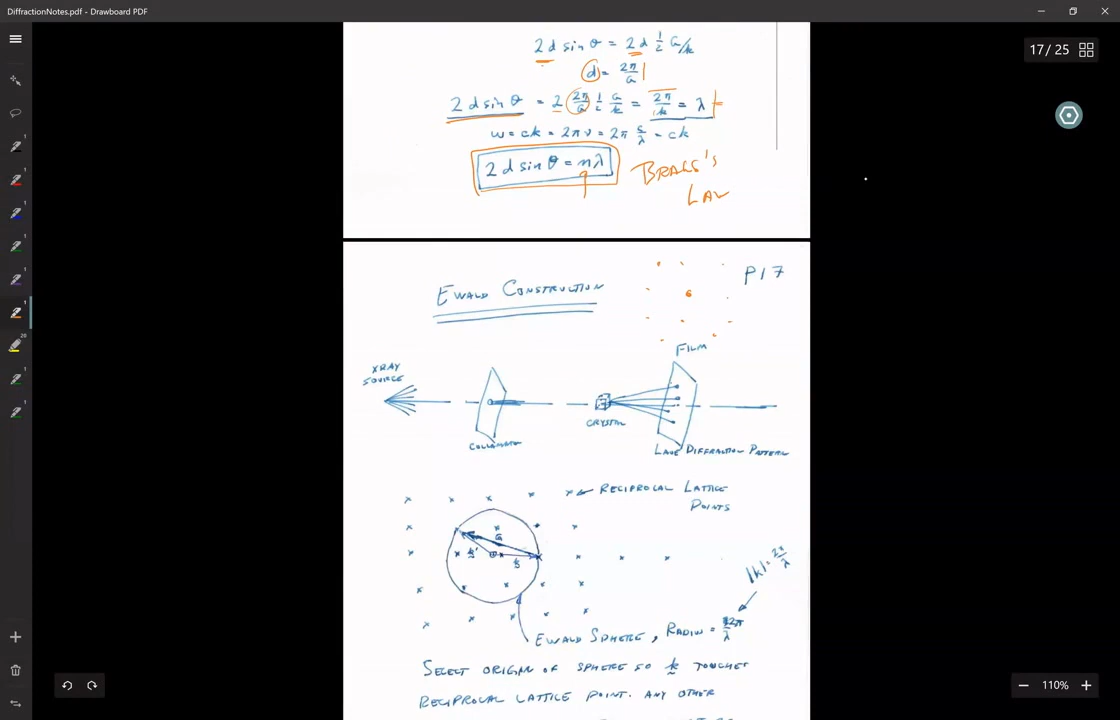 DiffractionNotes.pdf - Drawboard PDF
17 / 25
2 d sin θ = 2 d 1/2 G/k
d = 2π/G
2 d sin θ = 2 2π/G 1/2 G/k = 2π/k = λ
ω = ck = 2πν = 2π c/λ = ck
2 d sin θ = nλ
BRAGG'S
LAW
P17
EWALD CONSTRUCTION
FILM
XRAY
SOURCE
CRYSTAL
COLLIMATOR
LAUE DIFFRACTION PATTERN
RECIPROCAL LATTICE
POINTS
G
k'
k
|k| = 2π/λ
EWALD SPHERE, RADIUS = 2π/λ
SELECT ORIGIN OF SPHERE SO k TOUCHES
RECIPROCAL LATTICE POINT. ANY OTHER
110%